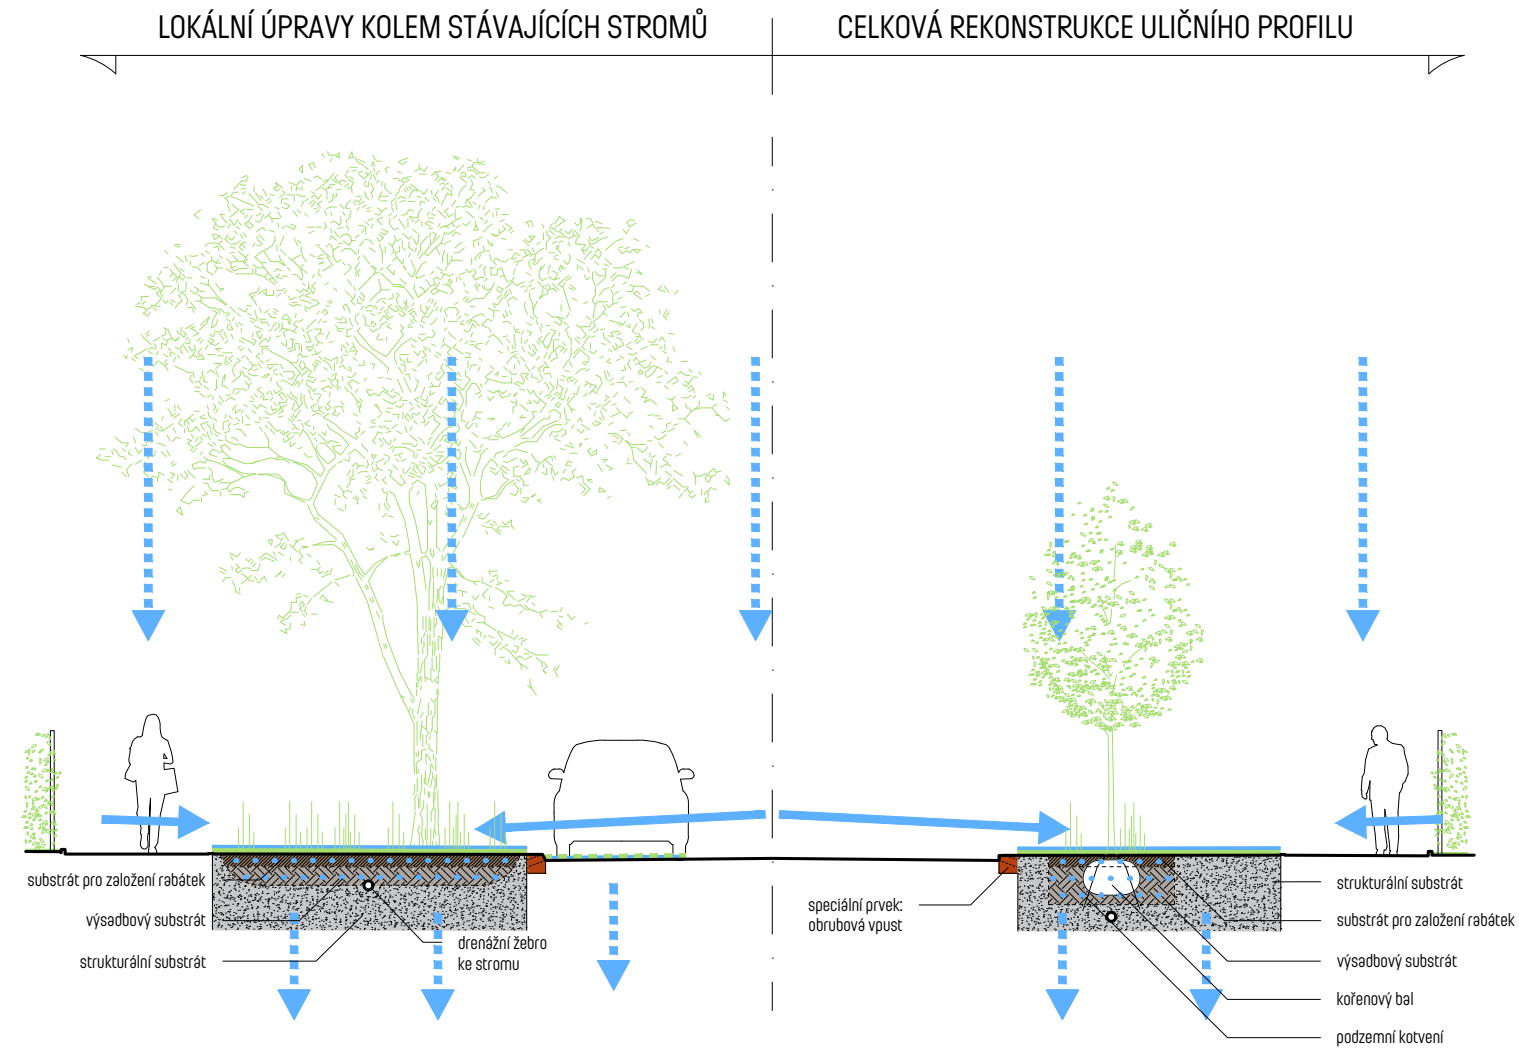 LOKÁLNÍ ÚPRAVY KOLEM STÁVAJÍCÍCH STROMŮ
CELKOVÁ REKONSTRUKCE ULIČNÍHO PROFILU
substrát pro založení rabátek
výsadbový substrát
strukturální substrát
drenážní žebro
ke stromu
speciální prvek:
obrubová vpust
strukturální substrát
substrát pro založení rabátek
výsadbový substrát
kořenový bal
podzemní kotvení